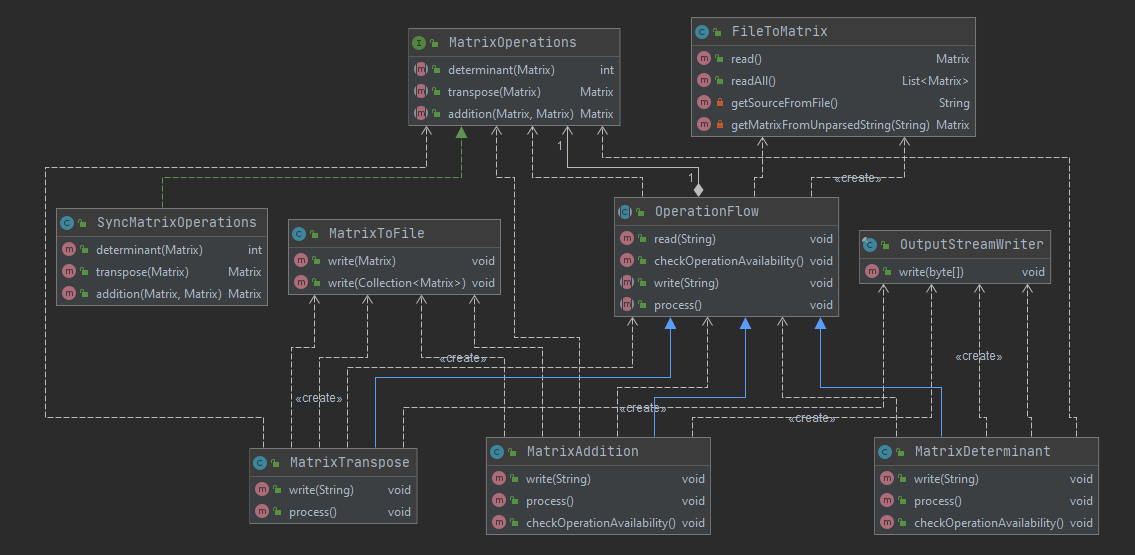 MatrixOperations
determinant(Matrix) int
transpose(Matrix) Matrix
addition(Matrix, Matrix) Matrix
FileToMatrix
read() Matrix
readAll() List<Matrix>
getSourceFromFile() String
getMatrixFromUnparsedString(String) Matrix
1
1
«create»
SyncMatrixOperations
determinant(Matrix) int
transpose(Matrix) Matrix
addition(Matrix, Matrix) Matrix
MatrixToFile
write(Matrix) void
write(Collection<Matrix>) void
OperationFlow
read(String) void
checkOperationAvailability() void
write(String) void
process() void
OutputStreamWriter
write(byte[]) void
«create»
«create»
«create»
«create»
«create»
MatrixTranspose
write(String) void
process() void
MatrixAddition
write(String) void
process() void
checkOperationAvailability() void
MatrixDeterminant
write(String) void
process() void
checkOperationAvailability() void